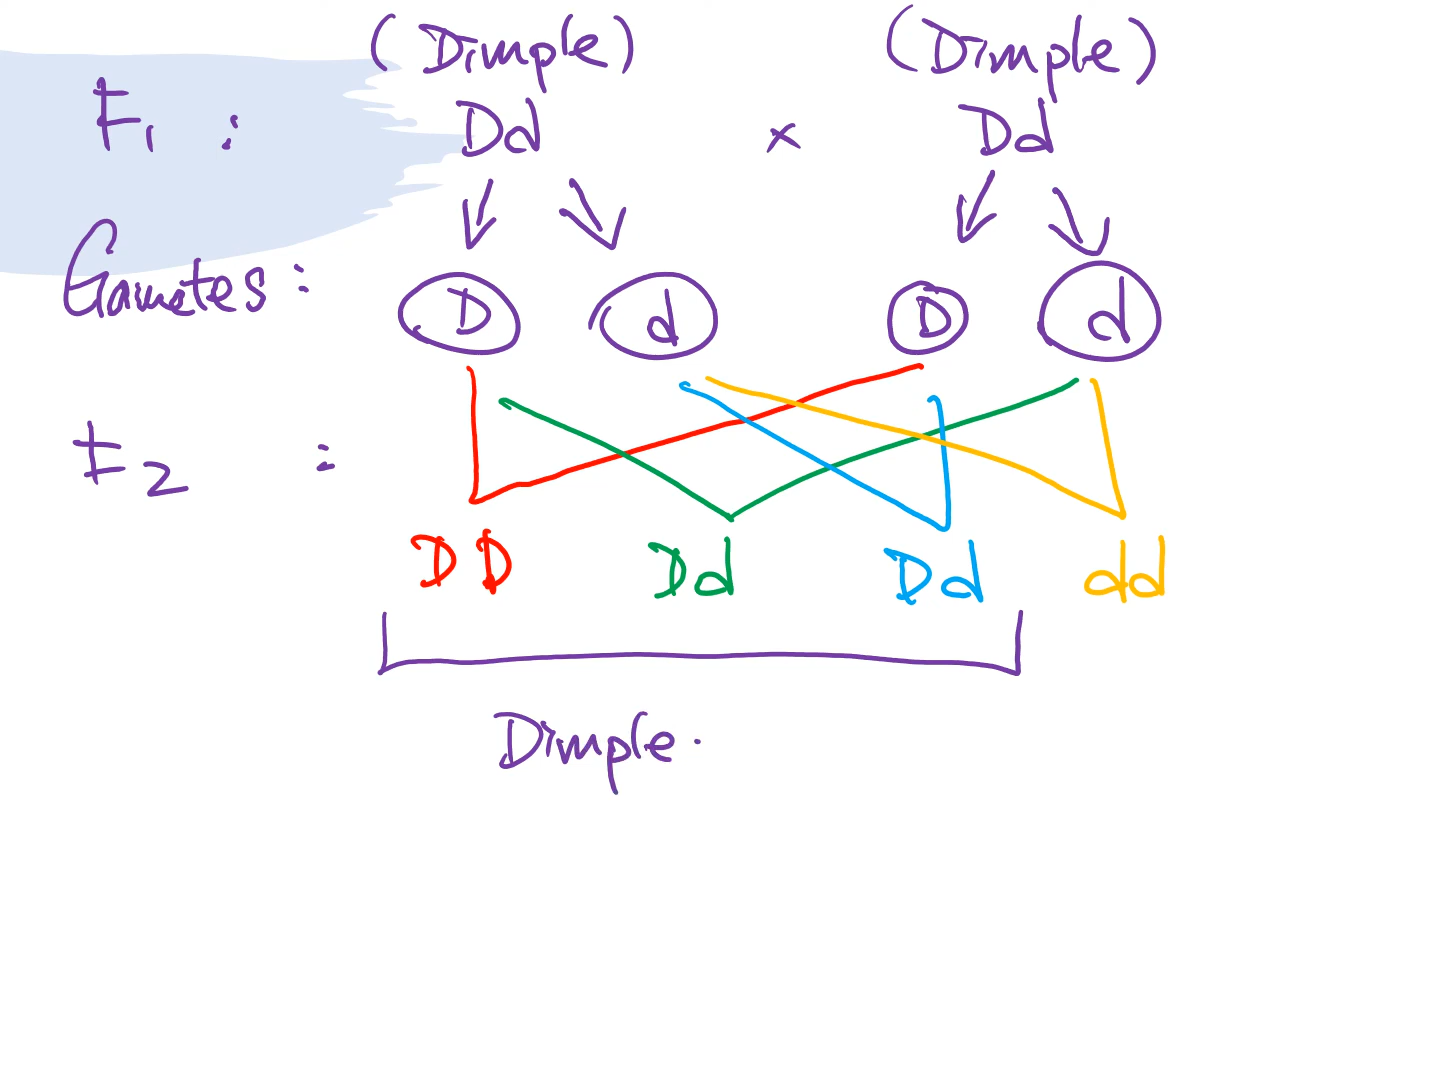 (Dimple) (Dimple)
F1 : Dd x Dd
Gametes: D d D d
F2 : DD Dd Dd dd
Dimple.